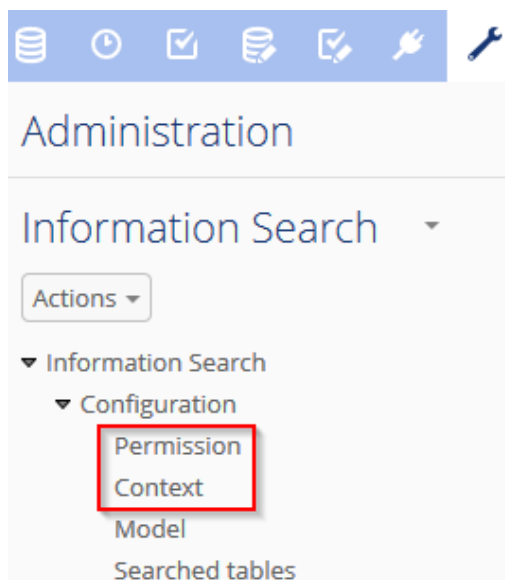 Administration
Information Search
Actions
Information Search
Configuration
Permission
Context
Model
Searched tables